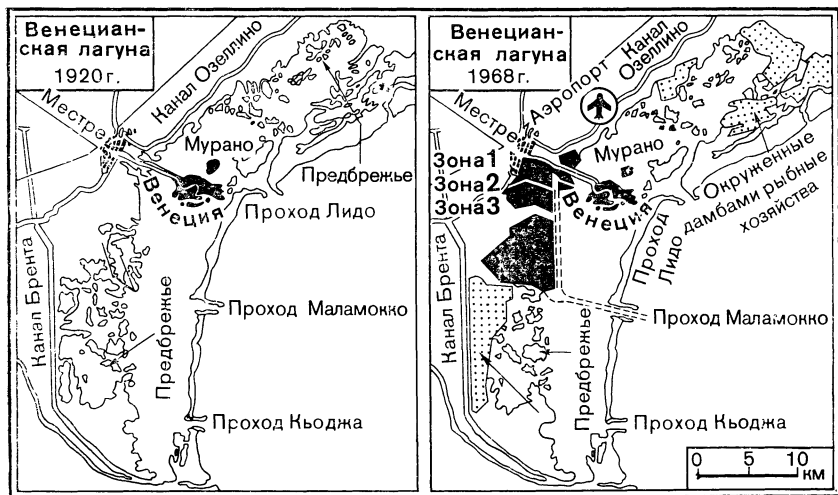 Венециан-
ская лагуна
1920 г.
Канал Озеллино
Местре
Мурано
Предбрежье
Венеция
Проход Лидо
Канал Брента
Проход Маламокко
Предбрежье
Проход Кьоджа
Венециан-
ская лагуна
1968 г.
Аэропорт
Канал
Озеллино
Местре
Зона 1
Зона 2
Зона 3
Мурано
Венеция
Окруженные
дамбами рыбные
хозяйства
Проход
Лидо
Канал Брента
Проход Маламокко
Предбрежье
Проход Кьоджа
0 5 10
км